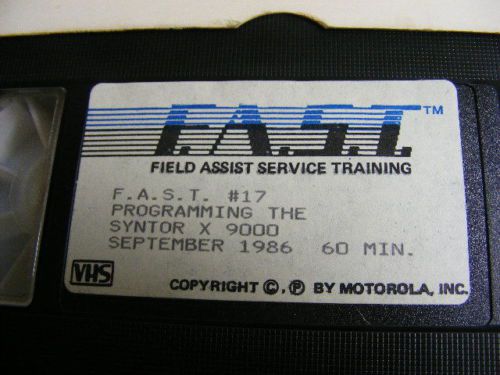 F.A.S.T.™
FIELD ASSIST SERVICE TRAINING
F.A.S.T. #17
PROGRAMMING THE
SYNTOR X 9000
SEPTEMBER 1986 60 MIN.
VHS
COPYRIGHT ©, ℗ BY MOTOROLA, INC.